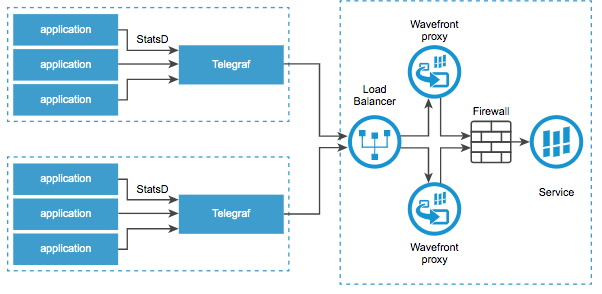 application
application
application
StatsD
Telegraf
application
application
application
StatsD
Telegraf
Load
Balancer
Wavefront
proxy
Wavefront
proxy
Firewall
Service